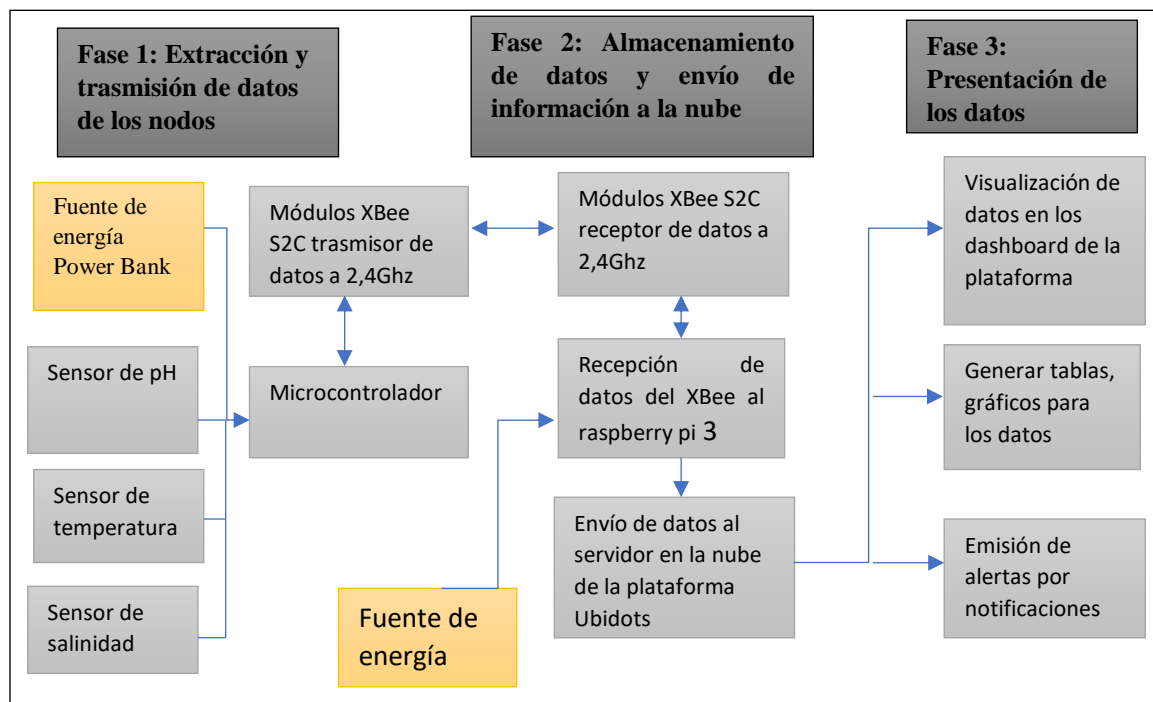 Fase 1: Extracción y
trasmisión de datos
de los nodos
Fase 2: Almacenamiento
de datos y envío de
información a la nube
Fase 3:
Presentación de
los datos
Fuente de
energía
Power Bank
Sensor de pH
Sensor de
temperatura
Sensor de
salinidad
Módulos XBee
S2C trasmisor de
datos a 2,4Ghz
Microcontrolador
Módulos XBee S2C
receptor de datos a
2,4Ghz
Recepción de
datos del XBee al
raspberry pi 3
Envío de datos al
servidor en la nube
de la plataforma
Ubidots
Fuente de
energía
Visualización de
datos en los
dashboard de la
plataforma
Generar tablas,
gráficos para
los datos
Emisión de
alertas por
notificaciones